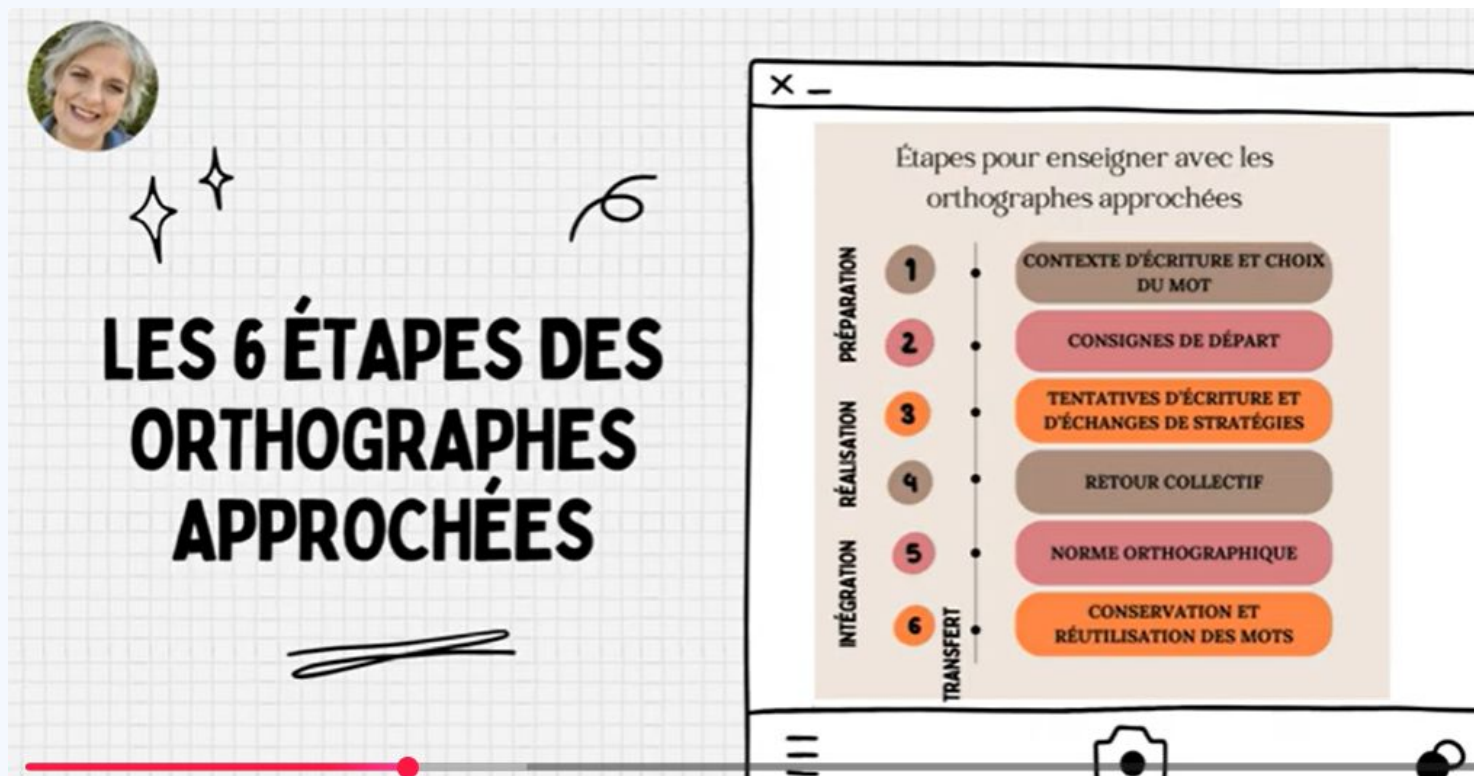 LES 6 ÉTAPES DES
ORTHOGRAPHES
APPROCHÉES
Étapes pour enseigner avec les
orthographes approchées
PRÉPARATION
1
CONTEXTE D'ÉCRITURE ET CHOIX
DU MOT
2
CONSIGNES DE DÉPART
RÉALISATION
3
TENTATIVES D'ÉCRITURE ET
D'ÉCHANGES DE STRATÉGIES
4
RETOUR COLLECTIF
INTÉGRATION
5
NORME ORTHOGRAPHIQUE
6
TRANSFERT
CONSERVATION ET
RÉUTILISATION DES MOTS